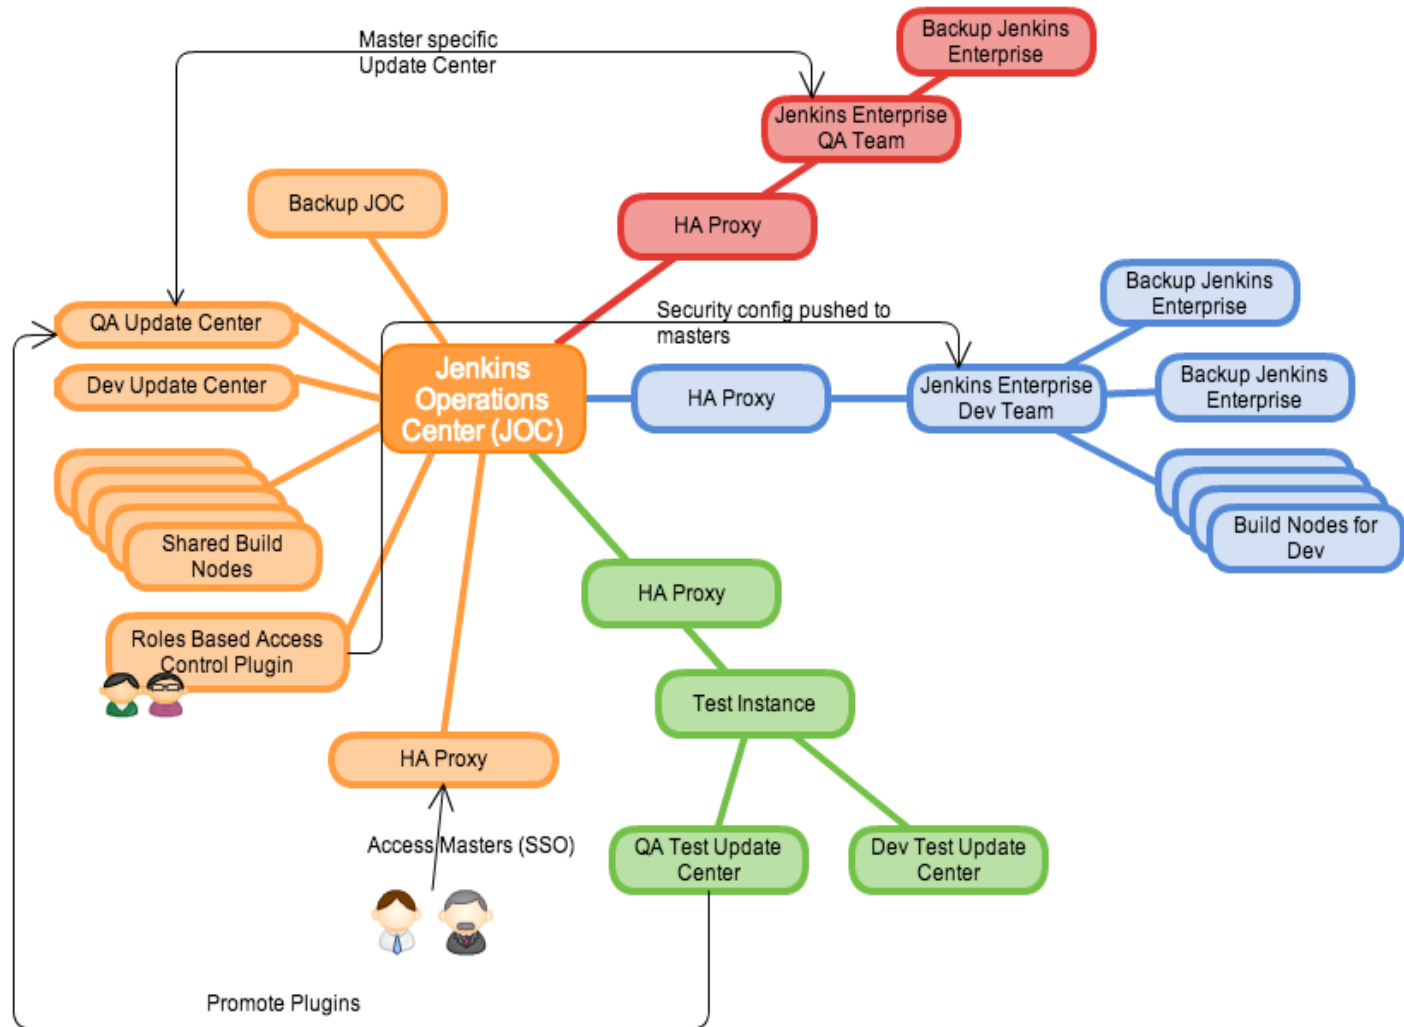 Master specific
Update Center
Backup Jenkins
Enterprise
Jenkins Enterprise
QA Team
Backup JOC
HA Proxy
Backup Jenkins
Enterprise
QA Update Center
Security config pushed to
masters
Dev Update Center
Jenkins
Operations
Center (JOC)
HA Proxy
Jenkins Enterprise
Dev Team
Backup Jenkins
Enterprise
Shared Build
Nodes
Build Nodes for
Dev
HA Proxy
Roles Based Access
Control Plugin
Test Instance
HA Proxy
Access Masters (SSO)
QA Test Update
Center
Dev Test Update
Center
Promote Plugins